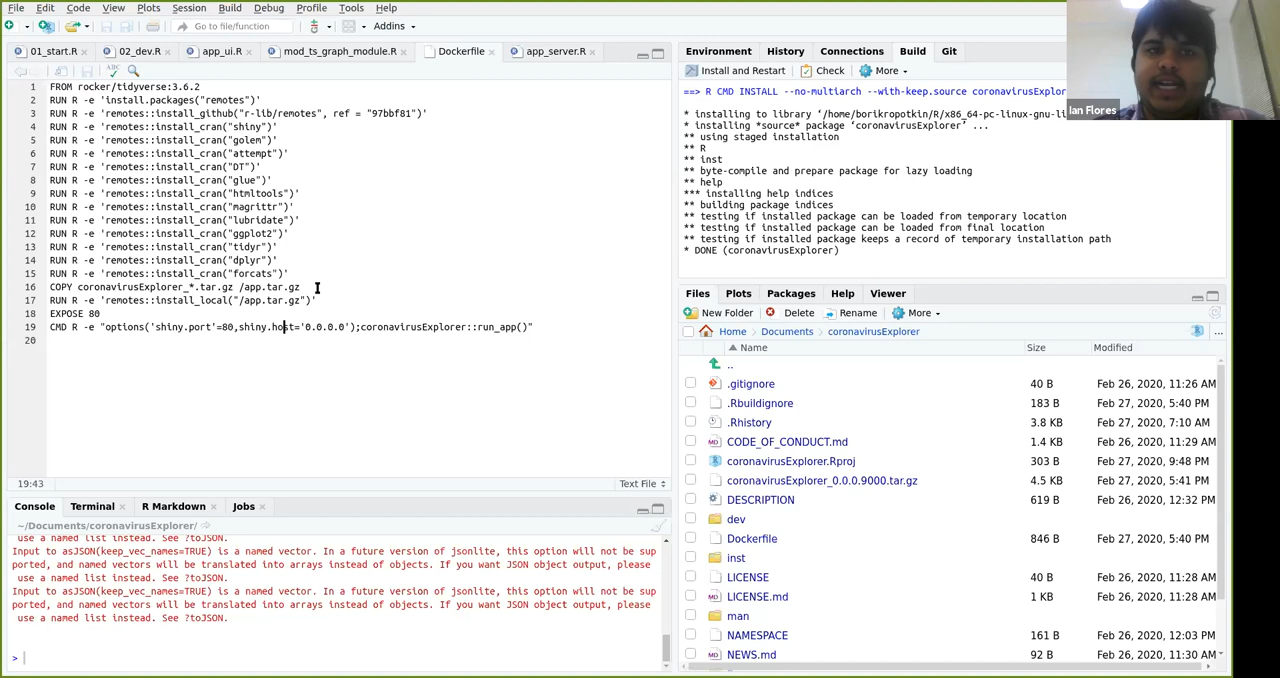 File Edit Code View Plots Session Build Debug Profile Tools Help
Go to file/function Addins
01_start.R 02_dev.R app_ui.R mod_ts_graph_module.R Dockerfile app_server.R
1 FROM rocker/tidyverse:3.6.2
2 RUN R -e 'install.packages("remotes")'
3 RUN R -e 'remotes::install_github("r-lib/remotes", ref = "97bbf81")'
4 RUN R -e 'remotes::install_cran("shiny")'
5 RUN R -e 'remotes::install_cran("golem")'
6 RUN R -e 'remotes::install_cran("attempt")'
7 RUN R -e 'remotes::install_cran("DT")'
8 RUN R -e 'remotes::install_cran("glue")'
9 RUN R -e 'remotes::install_cran("htmltools")'
10 RUN R -e 'remotes::install_cran("magrittr")'
11 RUN R -e 'remotes::install_cran("lubridate")'
12 RUN R -e 'remotes::install_cran("ggplot2")'
13 RUN R -e 'remotes::install_cran("tidyr")'
14 RUN R -e 'remotes::install_cran("dplyr")'
15 RUN R -e 'remotes::install_cran("forcats")'
16 COPY coronavirusExplorer_*.tar.gz /app.tar.gz
17 RUN R -e 'remotes::install_local("/app.tar.gz")'
18 EXPOSE 80
19 CMD R -e "options('shiny.port'=80,shiny.host='0.0.0.0');coronavirusExplorer::run_app()"
20
19:43 Text File
Console Terminal R Markdown Jobs
~/Documents/coronavirusExplorer/
use a named list instead. See ?toJSON.
Input to asJSON(keep_vec_names=TRUE) is a named vector. In a future version of jsonlite, this option will not be sup
ported, and named vectors will be translated into arrays instead of objects. If you want JSON object output, please
use a named list instead. See ?toJSON.
Input to asJSON(keep_vec_names=TRUE) is a named vector. In a future version of jsonlite, this option will not be sup
ported, and named vectors will be translated into arrays instead of objects. If you want JSON object output, please
use a named list instead. See ?toJSON.
>
Environment History Connections Build Git
Install and Restart Check More
==> R CMD INSTALL --no-multiarch --with-keep.source coronavirusExplor
* installing to library ‘/home/borikropotkin/R/x86_64-pc-linux-gnu-li
* installing *source* package ‘coronavirusExplorer’ ...
** using staged installation
** R
** inst
** byte-compile and prepare package for lazy loading
** help
*** installing help indices
** building package indices
** testing if installed package can be loaded from temporary location
** testing if installed package can be loaded from final location
** testing if installed package keeps a record of temporary installation path
* DONE (coronavirusExplorer)
Ian Flores
Files Plots Packages Help Viewer
New Folder Delete Rename More
Home Documents coronavirusExplorer ...
Name Size Modified
..
.gitignore 40 B Feb 26, 2020, 11:26 AM
.Rbuildignore 183 B Feb 27, 2020, 5:40 PM
.Rhistory 3.8 KB Feb 27, 2020, 7:10 AM
CODE_OF_CONDUCT.md 1.4 KB Feb 26, 2020, 11:29 AM
coronavirusExplorer.Rproj 303 B Feb 27, 2020, 9:48 PM
coronavirusExplorer_0.0.0.9000.tar.gz 4.5 KB Feb 27, 2020, 5:41 PM
DESCRIPTION 619 B Feb 26, 2020, 12:32 PM
dev
Dockerfile 846 B Feb 27, 2020, 5:40 PM
inst
LICENSE 40 B Feb 26, 2020, 11:28 AM
LICENSE.md 1 KB Feb 26, 2020, 11:28 AM
man
NAMESPACE 161 B Feb 26, 2020, 12:03 PM
NEWS.md 92 B Feb 26, 2020, 11:30 AM